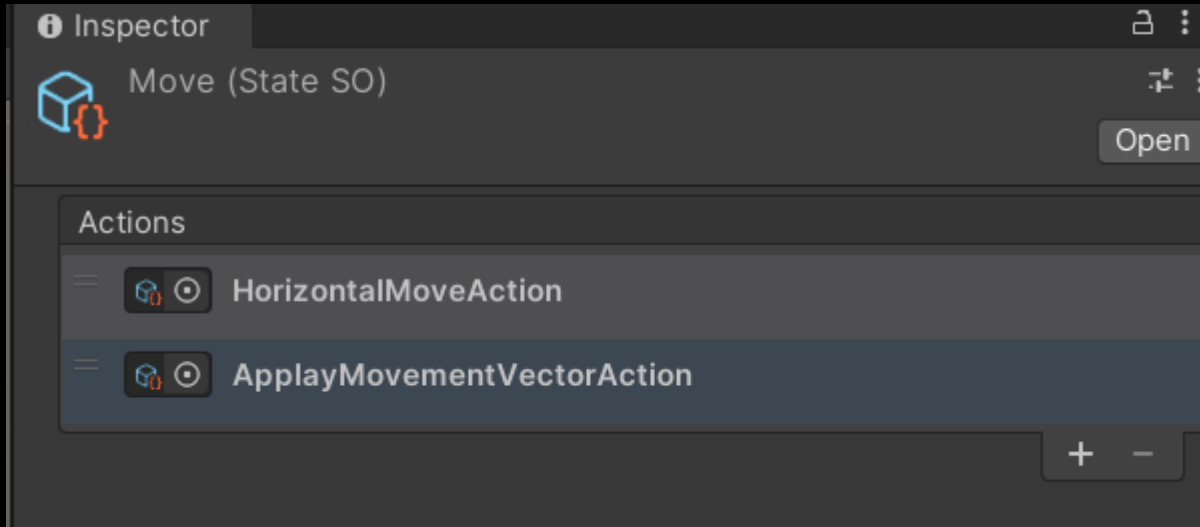 Inspector
Move (State SO)
Open
Actions
HorizontalMoveAction
ApplayMovementVectorAction